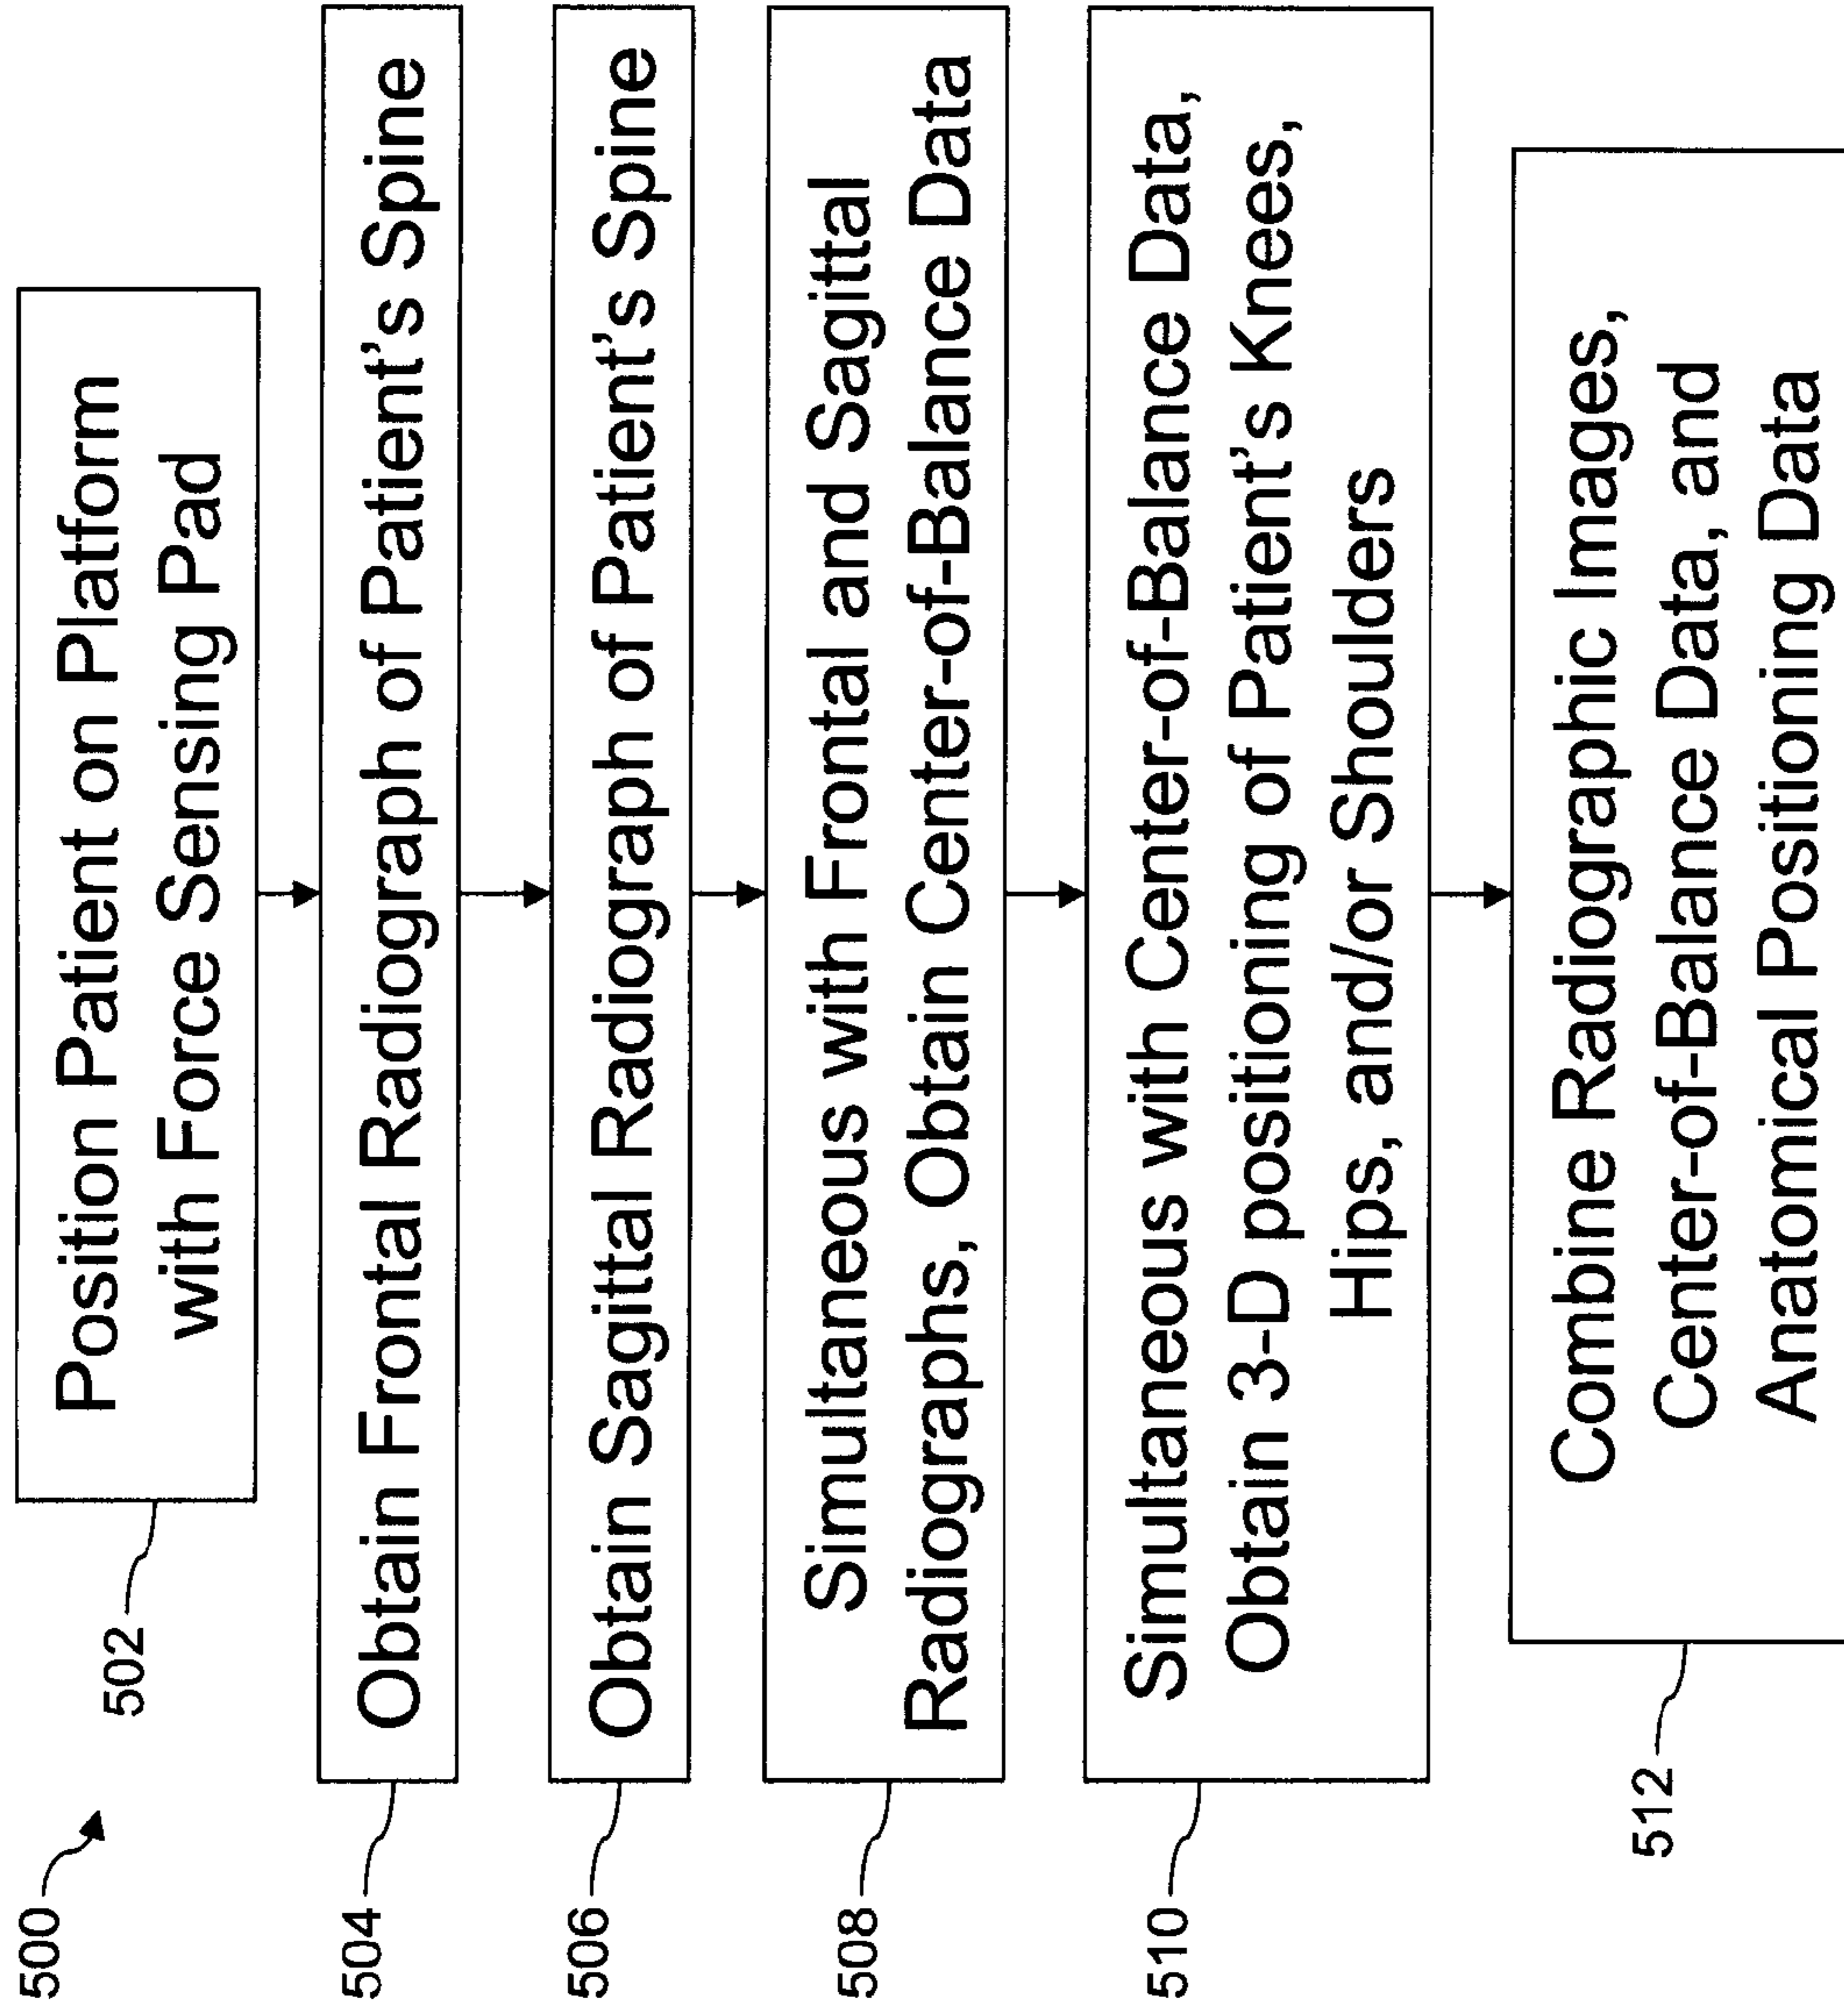 500
502
Position Patient on Platform
with Force Sensing Pad
504
Obtain Frontal Radiograph of Patient's Spine
506
Obtain Sagittal Radiograph of Patient's Spine
508
Simultaneous with Frontal and Sagittal
Radiographs, Obtain Center-of-Balance Data
510
Simultaneous with Center-of-Balance Data,
Obtain 3-D positioning of Patient's Knees,
Hips, and/or Shoulders
512
Combine Radiographic Images,
Center-of-Balance Data, and
Anatomical Positioning Data